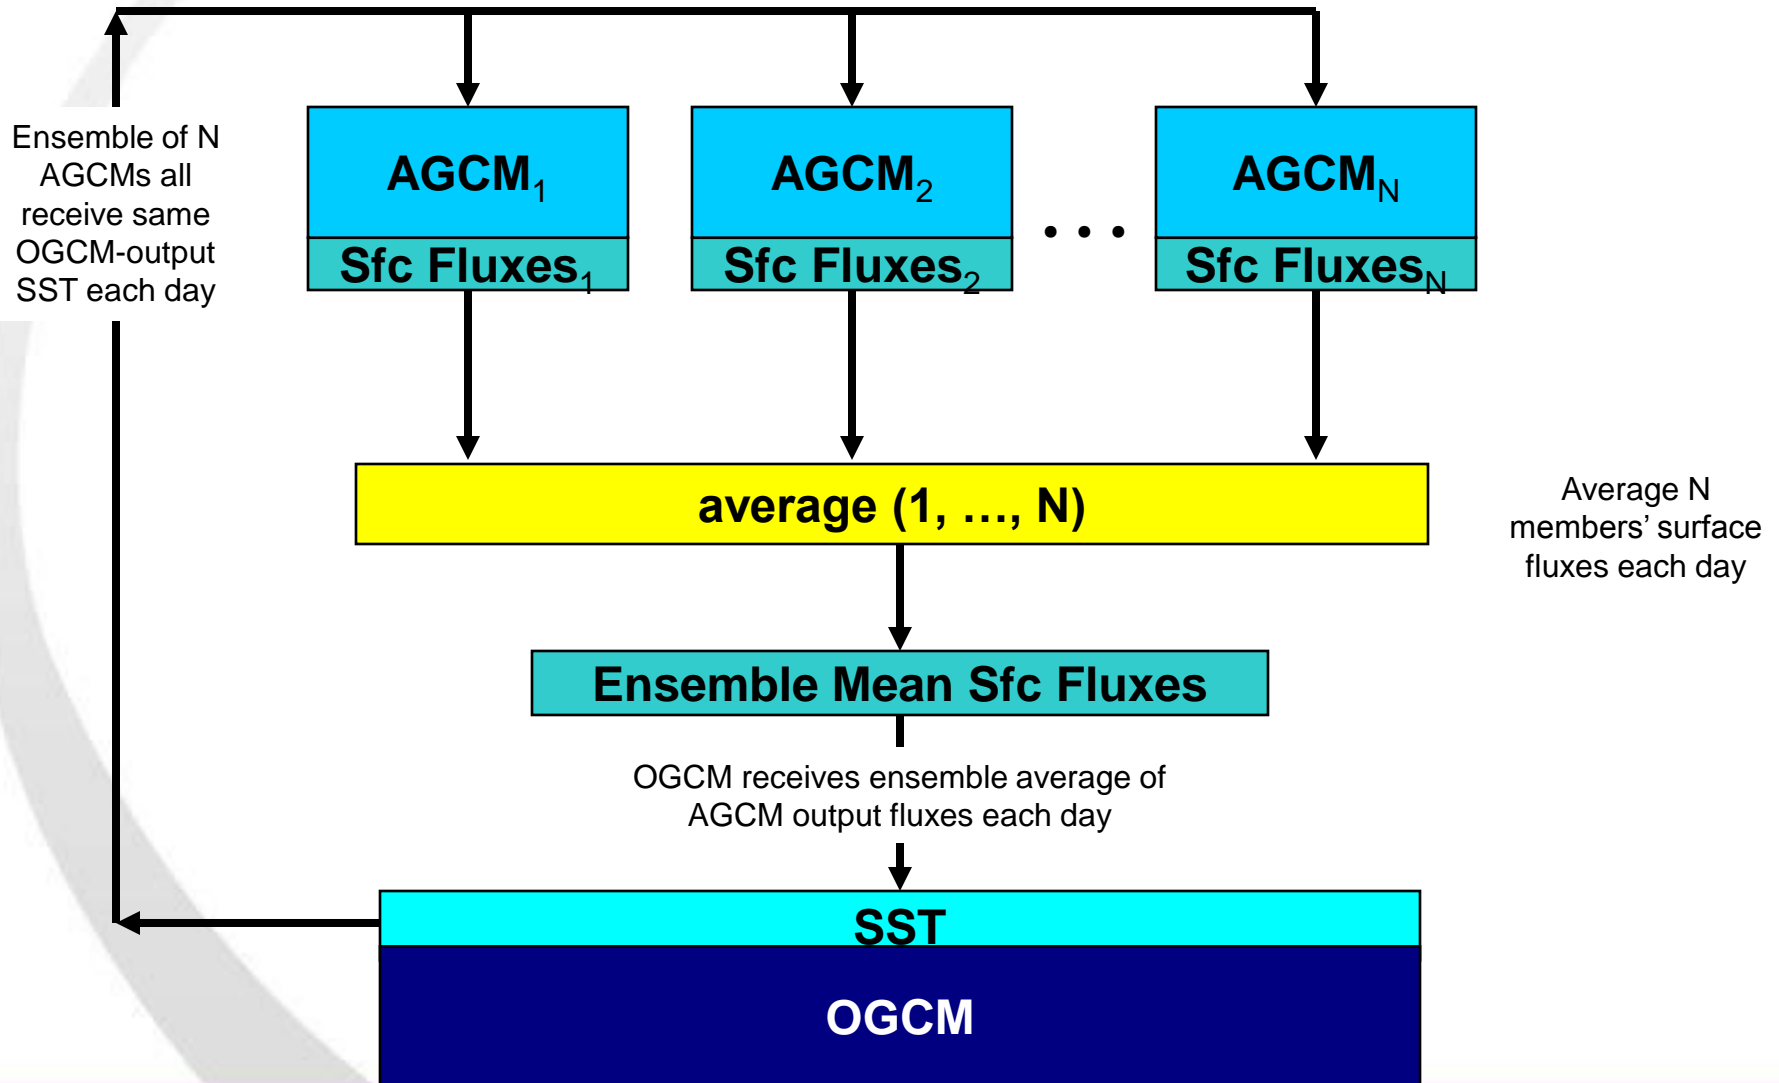 Ensemble of N
AGCMs all
receive same
OGCM-output
SST each day
AGCM1
Sfc Fluxes1
AGCM2
Sfc Fluxes2
• • •
AGCMN
Sfc FluxesN
average (1, …, N)
Average N
members’ surface
fluxes each day
Ensemble Mean Sfc Fluxes
OGCM receives ensemble average of
AGCM output fluxes each day
SST
OGCM